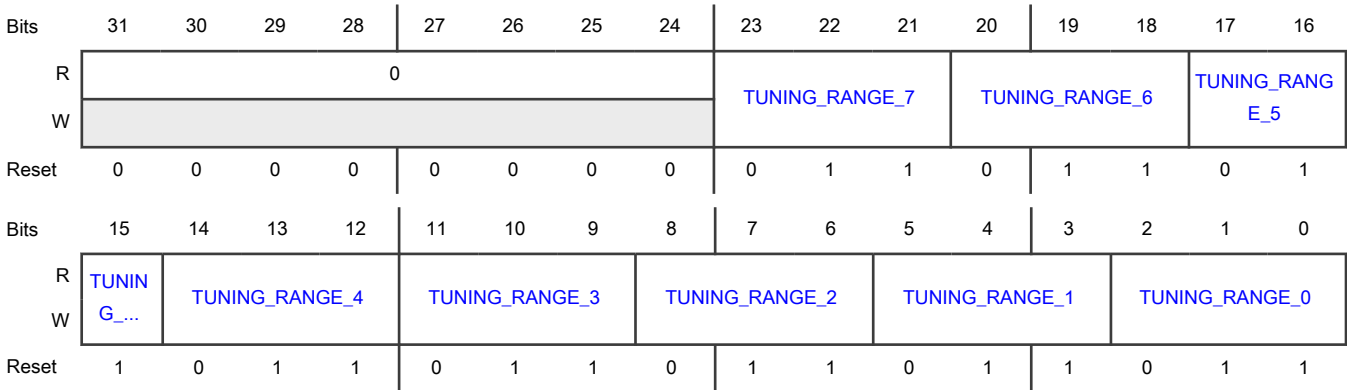 Bits 31 30 29 28 27 26 25 24 23 22 21 20 19 18 17 16
R 0 TUNING_RANGE_7 TUNING_RANGE_6 TUNING_RANG
W E_5
Reset 0 0 0 0 0 0 0 0 0 1 1 0 1 1 0 1
Bits 15 14 13 12 11 10 9 8 7 6 5 4 3 2 1 0
R TUNIN TUNING_RANGE_4 TUNING_RANGE_3 TUNING_RANGE_2 TUNING_RANGE_1 TUNING_RANGE_0
W G_...
Reset 1 0 1 1 0 1 1 0 1 1 0 1 1 0 1 1